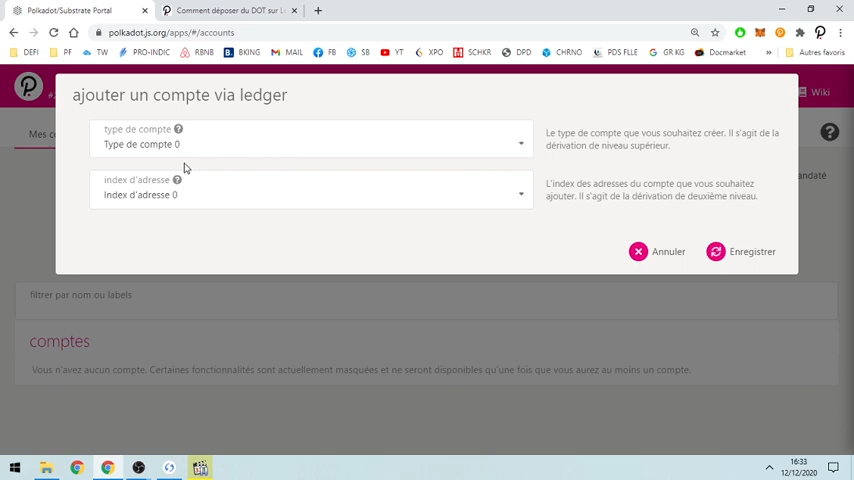 Polkadot/Substrate Portal
Comment déposer du DOT sur L
polkadot.js.org/apps/#/accounts
DEFI
PF
TW
PRO-INDIC
RBNB
BKING
MAIL
FB
SB
YT
XPO
SCHKR
DPD
CHRNO
PDS FLLE
GR KG
Docmarket
»
Autres favoris
Wiki
Mes c
andaté
ajouter un compte via ledger
type de compte
Type de compte 0
Le type de compte que vous souhaitez créer. Il s'agit de la
dérivation de niveau supérieur.
index d'adresse
Index d'adresse 0
L'index des adresses du compte que vous souhaitez
ajouter. Il s'agit de la dérivation de deuxième niveau.
Annuler
Enregistrer
filtrer par nom ou labels
comptes
Vous n'avez aucun compte. Certaines fonctionnalités sont actuellement masquées et ne seront disponibles qu'une fois que vous aurez au moins un compte.
16:33
12/12/2020